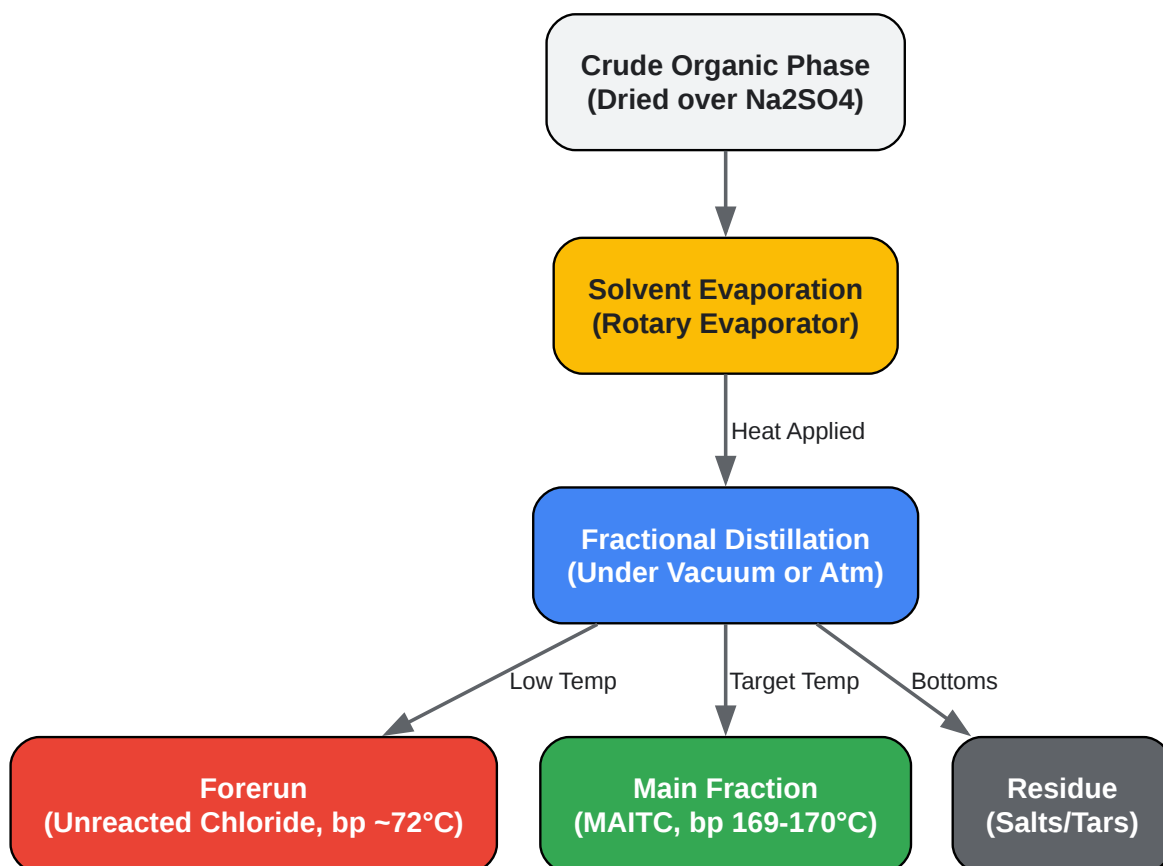 Crude Organic Phase
(Dried over Na2SO4)
Solvent Evaporation
(Rotary Evaporator)
Heat Applied
Fractional Distillation
(Under Vacuum or Atm)
Low Temp
Target Temp
Bottoms
Forerun
(Unreacted Chloride, bp ~72°C)
Main Fraction
(MAITC, bp 169-170°C)
Residue
(Salts/Tars)